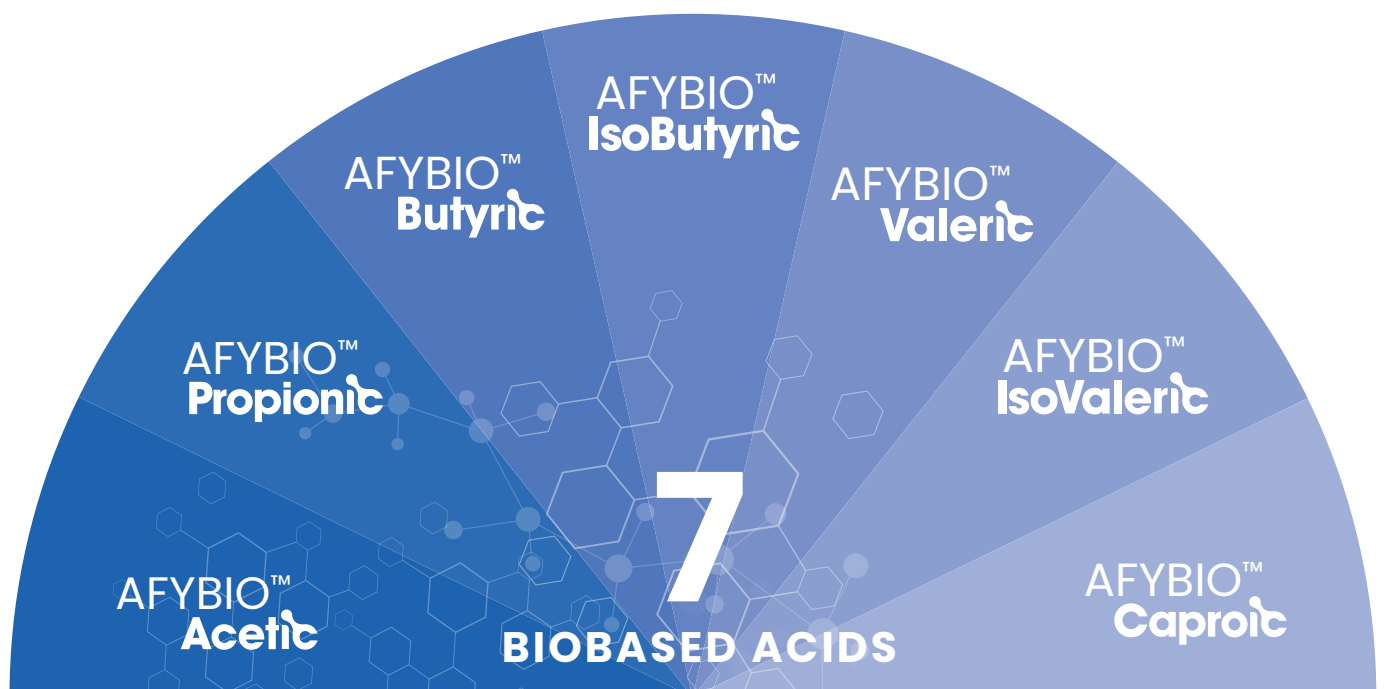 AFYBIO™
Acetic
AFYBIO™
Propionic
AFYBIO™
Butyric
AFYBIO™
IsoButyric
AFYBIO™
Valeric
AFYBIO™
IsoValeric
AFYBIO™
Caproic
7
BIOBASED ACIDS